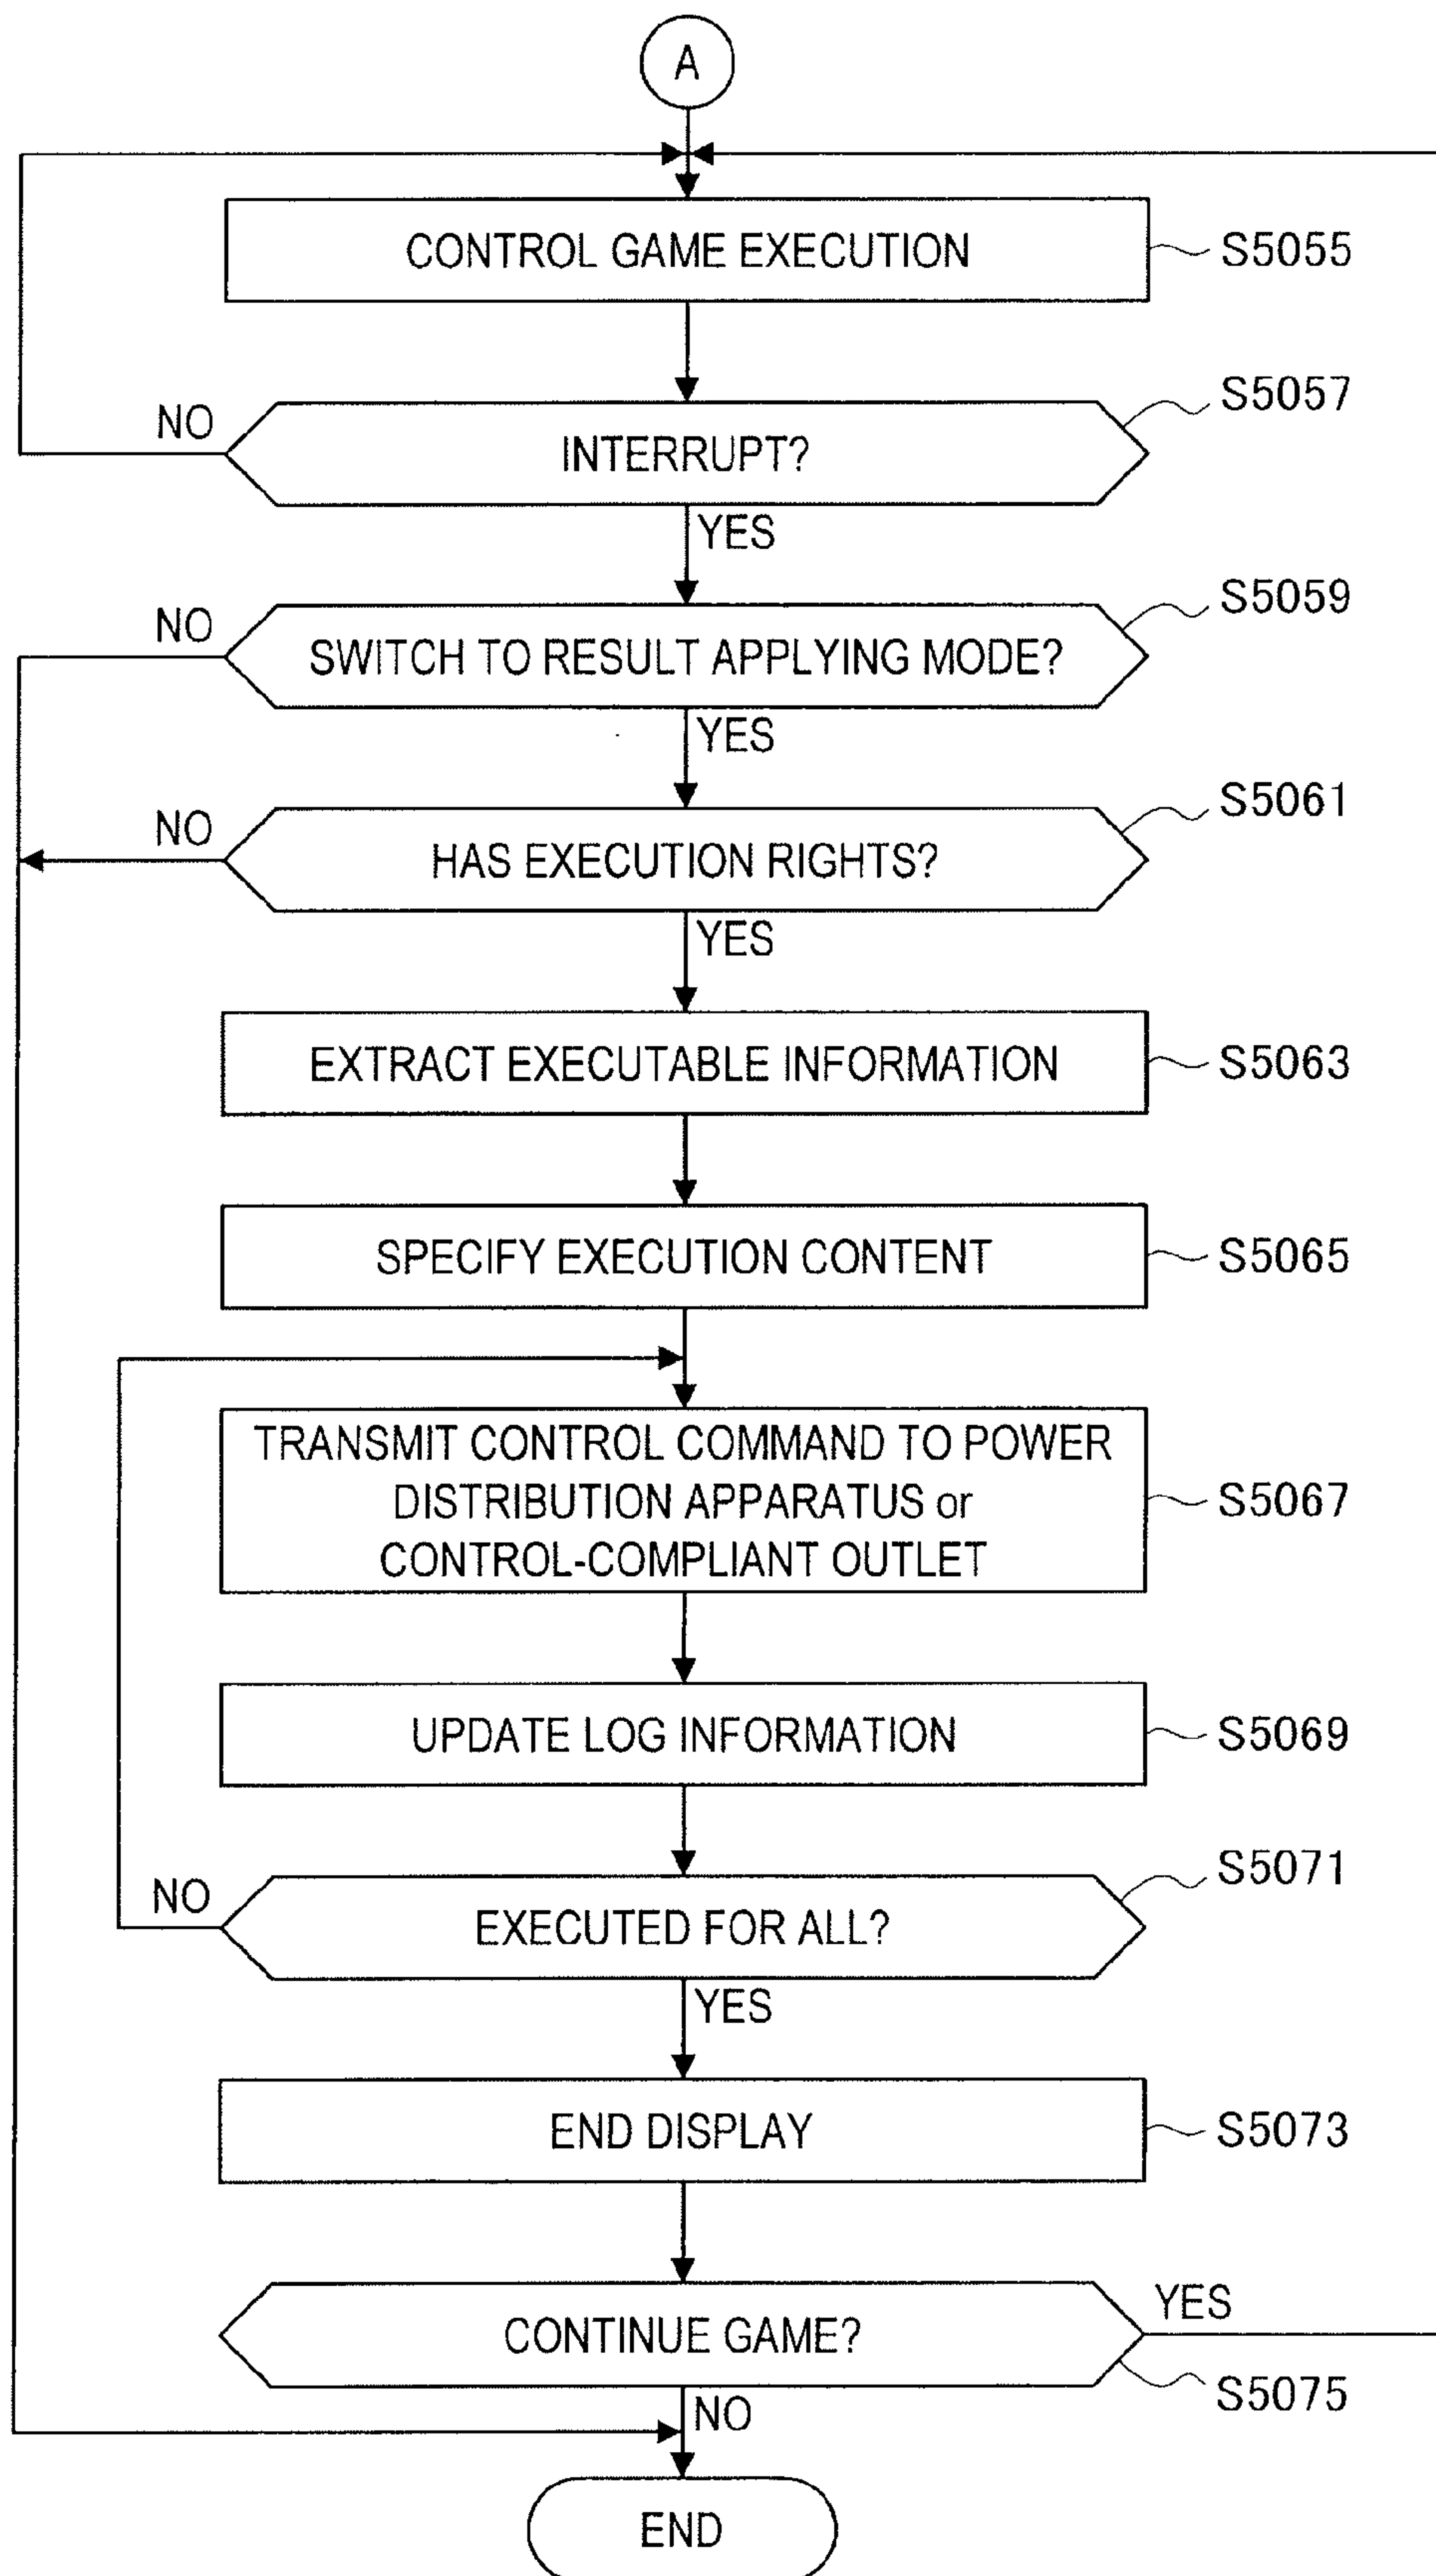 A
CONTROL GAME EXECUTION
S5055
NO
INTERRUPT?
S5057
YES
NO
SWITCH TO RESULT APPLYING MODE?
S5059
YES
NO
HAS EXECUTION RIGHTS?
S5061
YES
EXTRACT EXECUTABLE INFORMATION
S5063
SPECIFY EXECUTION CONTENT
S5065
TRANSMIT CONTROL COMMAND TO POWER
DISTRIBUTION APPARATUS or
CONTROL-COMPLIANT OUTLET
S5067
UPDATE LOG INFORMATION
S5069
NO
EXECUTED FOR ALL?
S5071
YES
END DISPLAY
S5073
CONTINUE GAME?
YES
S5075
NO
END